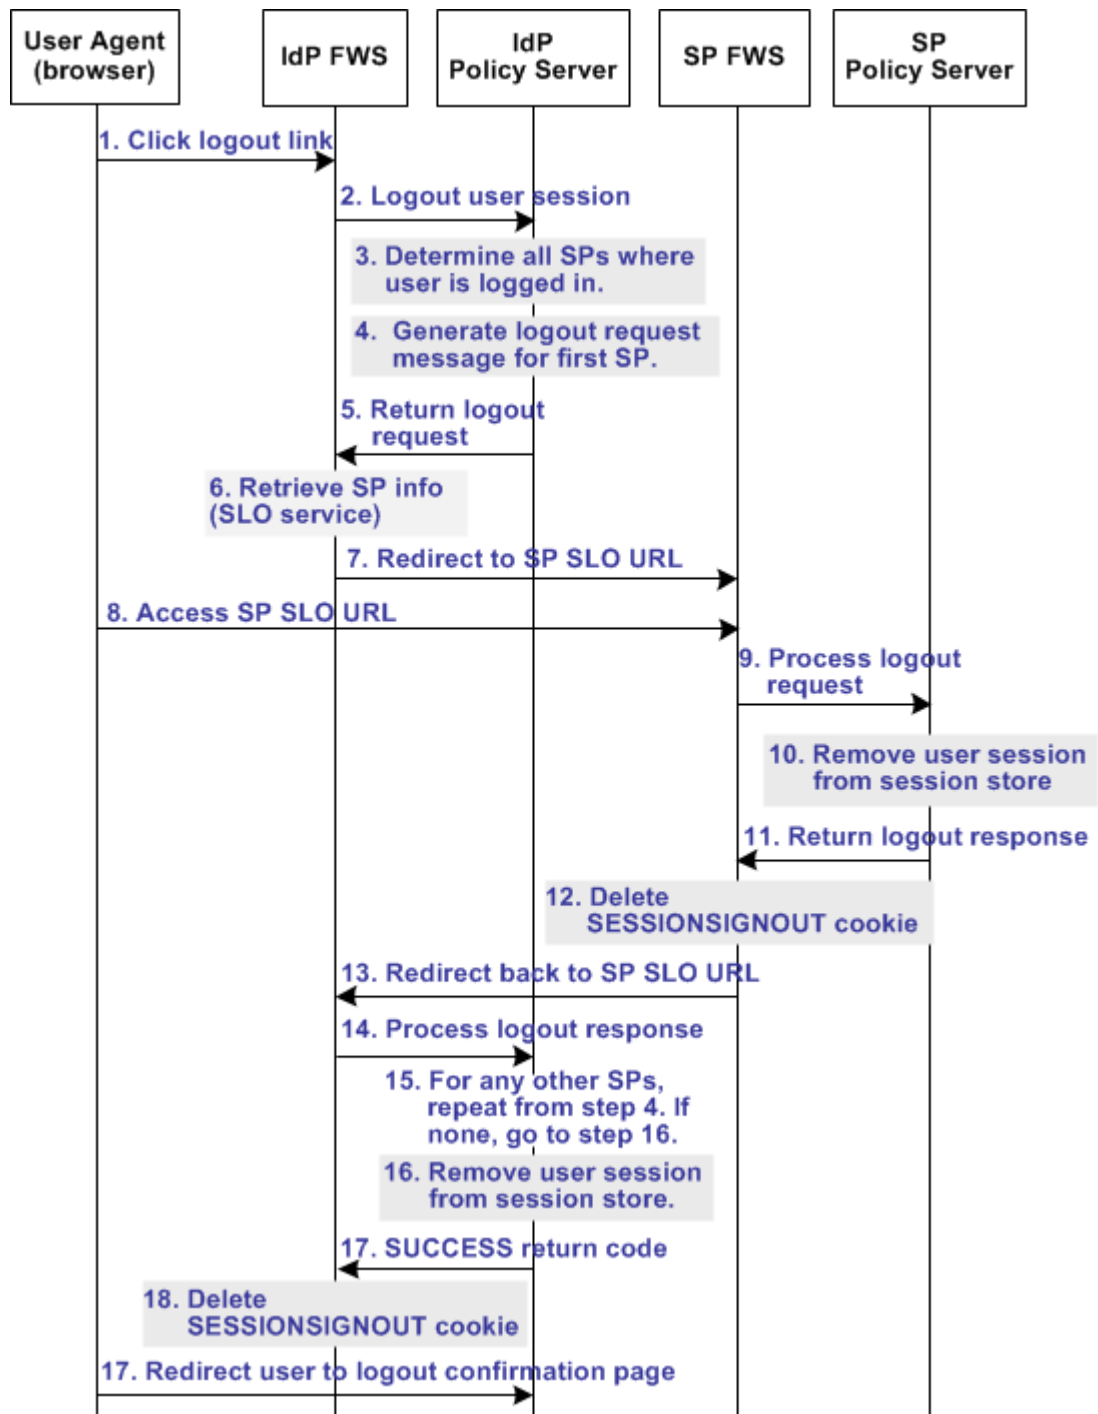 User Agent
(browser)
IdP FWS
IdP
Policy Server
SP FWS
SP
Policy Server
1. Click logout link
2. Logout user session
3. Determine all SPs where
user is logged in.
4. Generate logout request
message for first SP.
5. Return logout
request
6. Retrieve SP info
(SLO service)
7. Redirect to SP SLO URL
8. Access SP SLO URL
9. Process logout
request
10. Remove user session
from session store
11. Return logout response
12. Delete
SESSIONSIGNOUT cookie
13. Redirect back to SP SLO URL
14. Process logout response
15. For any other SPs,
repeat from step 4. If
none, go to step 16.
16. Remove user session
from session store.
17. SUCCESS return code
18. Delete
SESSIONSIGNOUT cookie
17. Redirect user to logout confirmation page